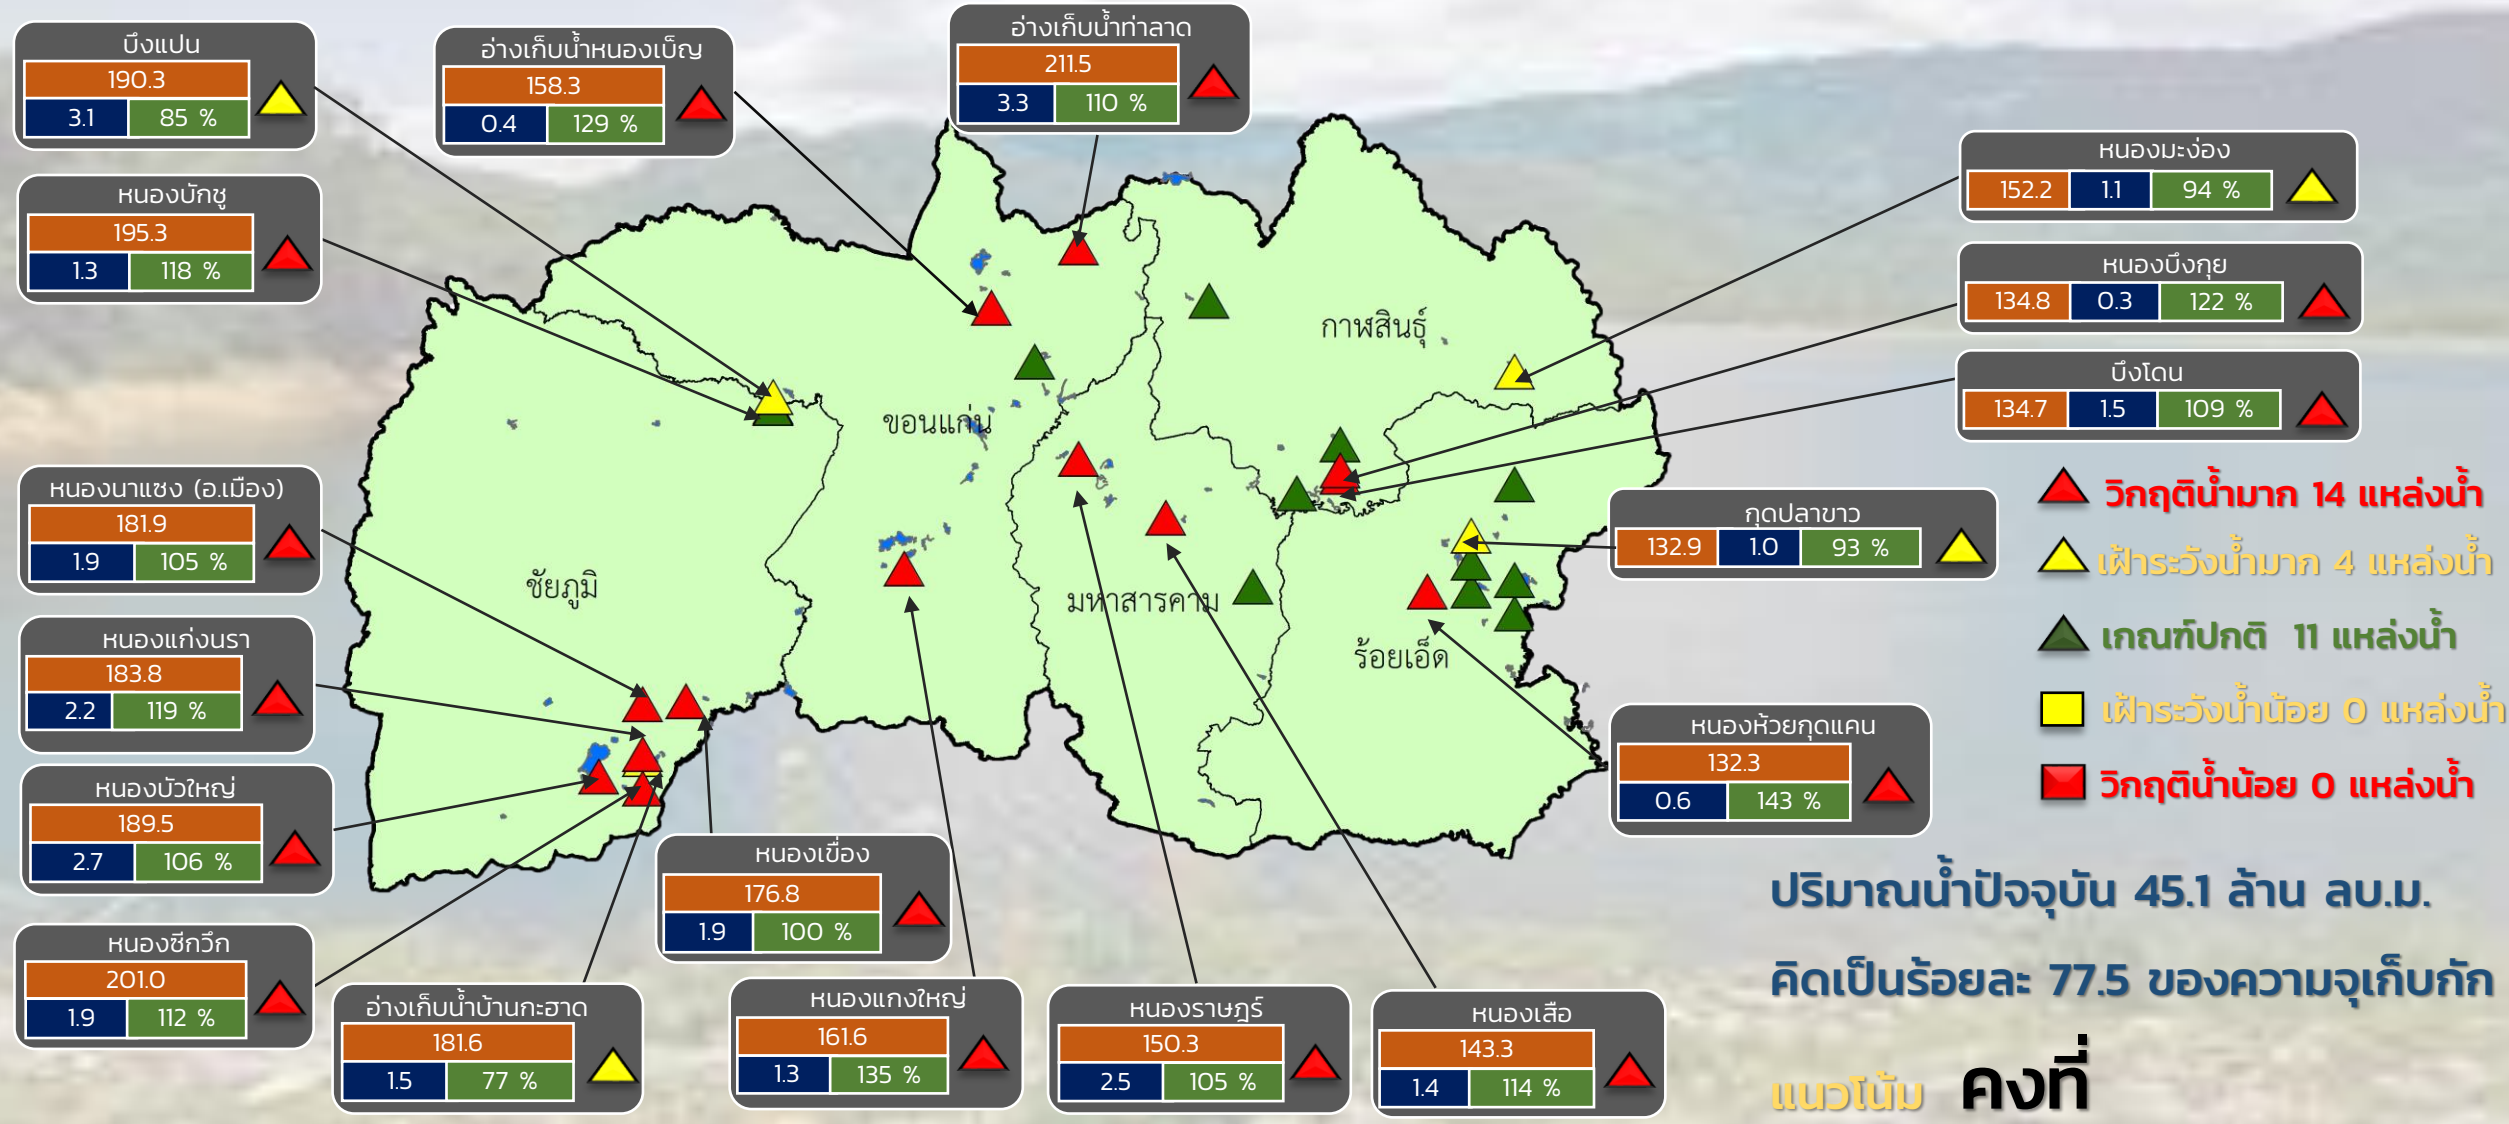 บึงแปน
190.3
3.1 85 %
อ่างเก็บน้ำหนองเบ็ญ
158.3
0.4 129 %
อ่างเก็บน้ำท่าลาด
211.5
3.3 110 %
หนองบักชู
195.3
1.3 118 %
หนองมะง่อง
152.2 1.1 94 %
หนองบึงกุย
134.8 0.3 122 %
บึงโดน
134.7 1.5 109 %
กาฬสินธุ์
ขอนแก่น
ชัยภูมิ
มหาสารคาม
ร้อยเอ็ด
หนองนาแซง (อ.เมือง)
181.9
1.9 105 %
กุดปลาขาว
132.9 1.0 93 %
วิกฤติน้ำมาก 14 แหล่งน้ำ
เฝ้าระวังน้ำมาก 4 แหล่งน้ำ
เกณฑ์ปกติ 11 แหล่งน้ำ
เฝ้าระวังน้ำน้อย 0 แหล่งน้ำ
วิกฤติน้ำน้อย 0 แหล่งน้ำ
หนองแก่งนรา
183.8
2.2 119 %
หนองห้วยกุดแคน
132.3
0.6 143 %
หนองบัวใหญ่
189.5
2.7 106 %
หนองเขื่อง
176.8
1.9 100 %
หนองซีกวึก
201.0
1.9 112 %
อ่างเก็บน้ำบ้านกะฮาด
181.6
1.5 77 %
หนองแกงใหญ่
161.6
1.3 135 %
หนองราษฎร์
150.3
2.5 105 %
หนองเสือ
143.3
1.4 114 %
ปริมาณน้ำปัจจุบัน 45.1 ล้าน ลบ.ม.
คิดเป็นร้อยละ 77.5 ของความจุเก็บกัก
แนวโน้ม คงที่